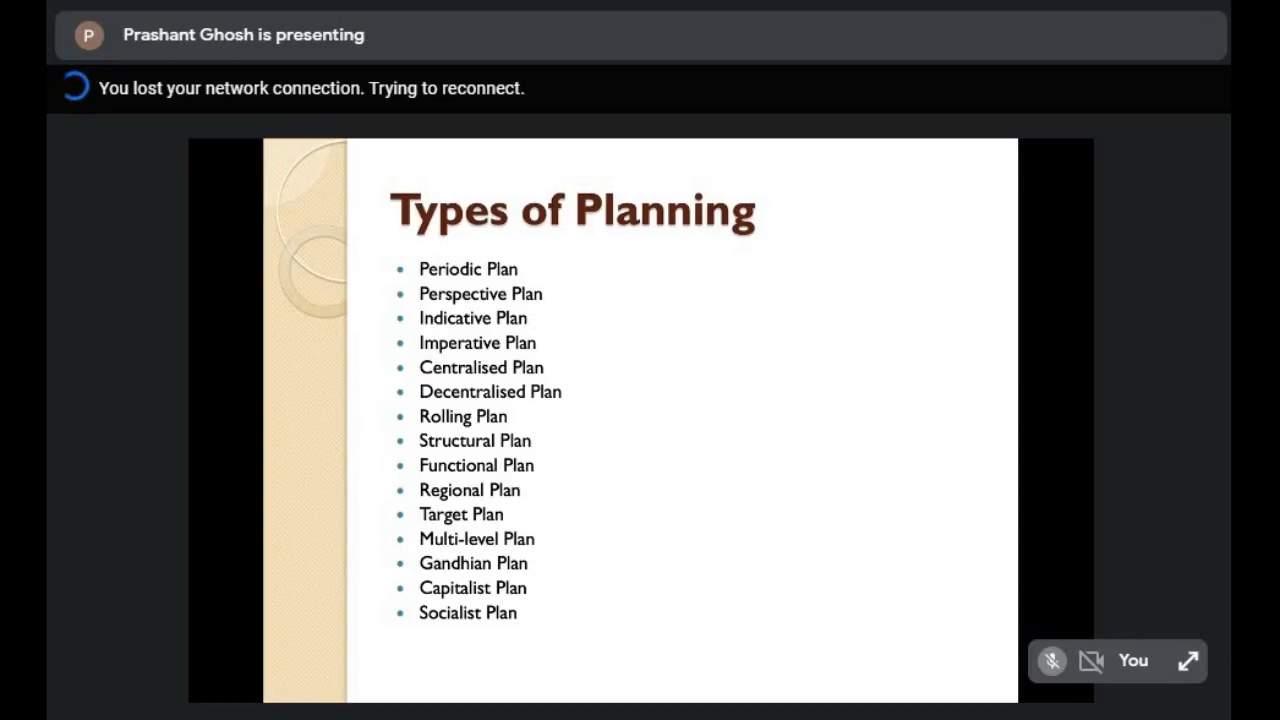 P
Prashant Ghosh is presenting
You lost your network connection. Trying to reconnect.
Types of Planning
• Periodic Plan
• Perspective Plan
• Indicative Plan
• Imperative Plan
• Centralised Plan
• Decentralised Plan
• Rolling Plan
• Structural Plan
• Functional Plan
• Regional Plan
• Target Plan
• Multi-level Plan
• Gandhian Plan
• Capitalist Plan
• Socialist Plan
You